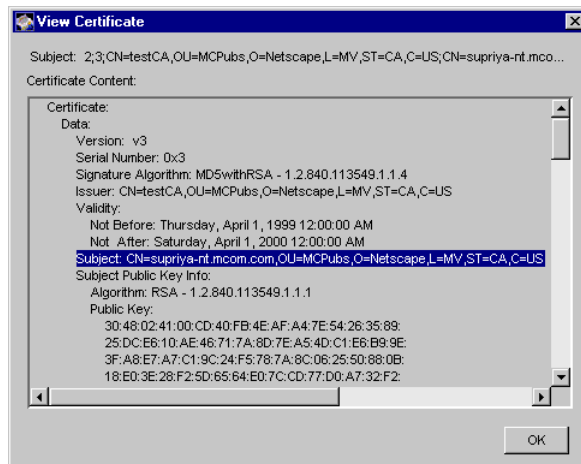 View Certificate
Subject: 2;3;CN=testCA,OU=MCPubs,O=Netscape,L=MV,ST=CA,C=US;CN=supriya-nt.mco...
Certificate Content:
Certificate:
Data:
Version: v3
Serial Number: 0x3
Signature Algorithm: MD5withRSA - 1.2.840.113549.1.1.4
Issuer: CN=testCA,OU=MCPubs,O=Netscape,L=MV,ST=CA,C=US
Validity:
Not Before: Thursday, April 1, 1999 12:00:00 AM
Not After: Saturday, April 1, 2000 12:00:00 AM
Subject: CN=supriya-nt.mcom.com,OU=MCPubs,O=Netscape,L=MV,ST=CA,C=US
Subject Public Key Info:
Algorithm: RSA - 1.2.840.113549.1.1.1
Public Key:
30:48:02:41:00:CD:40:FB:4E:AF:A4:7E:54:26:35:89:
25:DC:E6:10:AE:46:71:7A:8D:7E:A5:4D:C1:E6:B9:9E:
3F:A8:E7:A7:C1:9C:24:F5:78:7A:8C:06:25:50:88:0B:
18:E0:3E:28:F2:5D:65:64:E0:7C:CD:77:D0:A7:32:F2:
OK